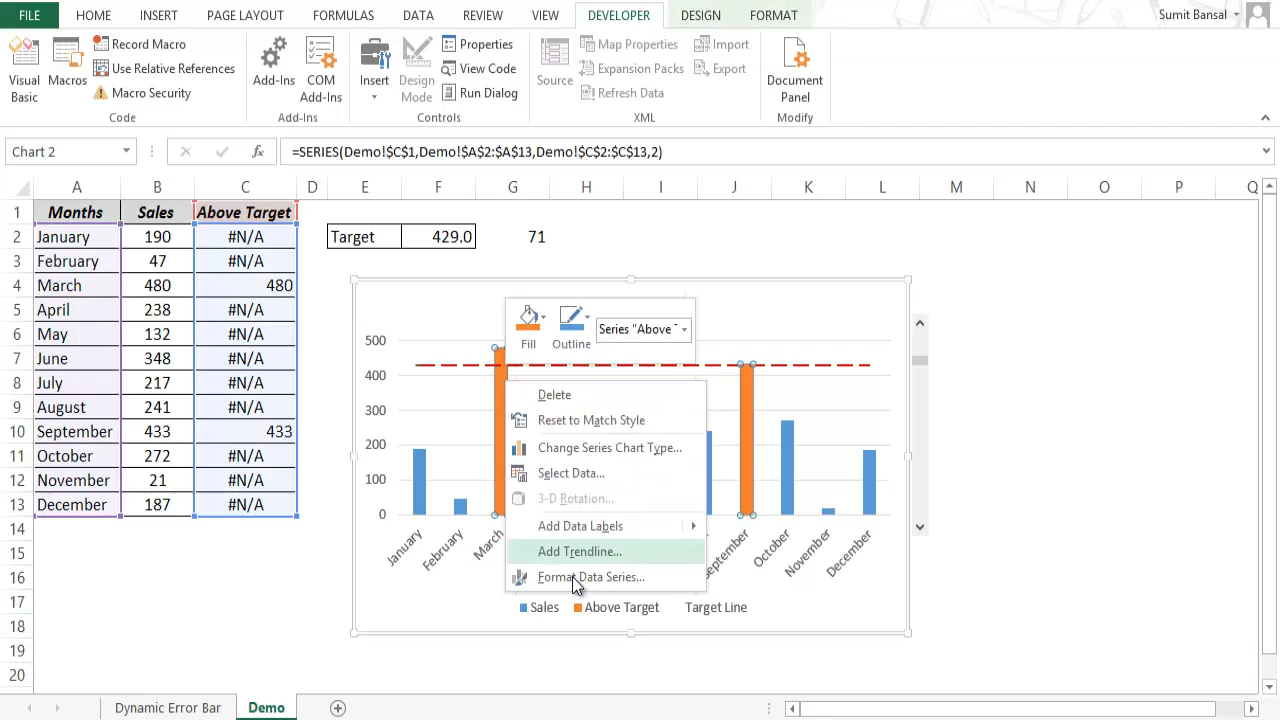 FILE HOME INSERT PAGE LAYOUT FORMULAS DATA REVIEW VIEW DEVELOPER DESIGN FORMAT Sumit Bansal
Visual Basic
Macros
Record Macro
Use Relative References
Macro Security
Code
Add-Ins
COM Add-Ins
Add-Ins
Insert
Design Mode
Properties
View Code
Run Dialog
Controls
Source
Map Properties
Expansion Packs
Refresh Data
Import
Export
XML
Document Panel
Modify
Chart 2 fx =SERIES(Demo!$C$1,Demo!$A$2:$A$13,Demo!$C$2:$C$13,2)
A B C D E F G H I J K L M N O P Q
1 Months Sales Above Target
2 January 190 #N/A Target 429.0 71
3 February 47 #N/A
4 March 480 480
5 April 238 #N/A
6 May 132 #N/A
7 June 348 #N/A
8 July 217 #N/A
9 August 241 #N/A
10 September 433 433
11 October 272 #N/A
12 November 21 #N/A
13 December 187 #N/A
14
15
16
17
18
19
20
500
400
300
200
100
0
January February March September October November December
Sales Above Target Target Line
Fill Outline Series "Above "
Delete
Reset to Match Style
Change Series Chart Type...
Select Data...
3-D Rotation...
Add Data Labels
Add Trendline...
Format Data Series...
Dynamic Error Bar Demo